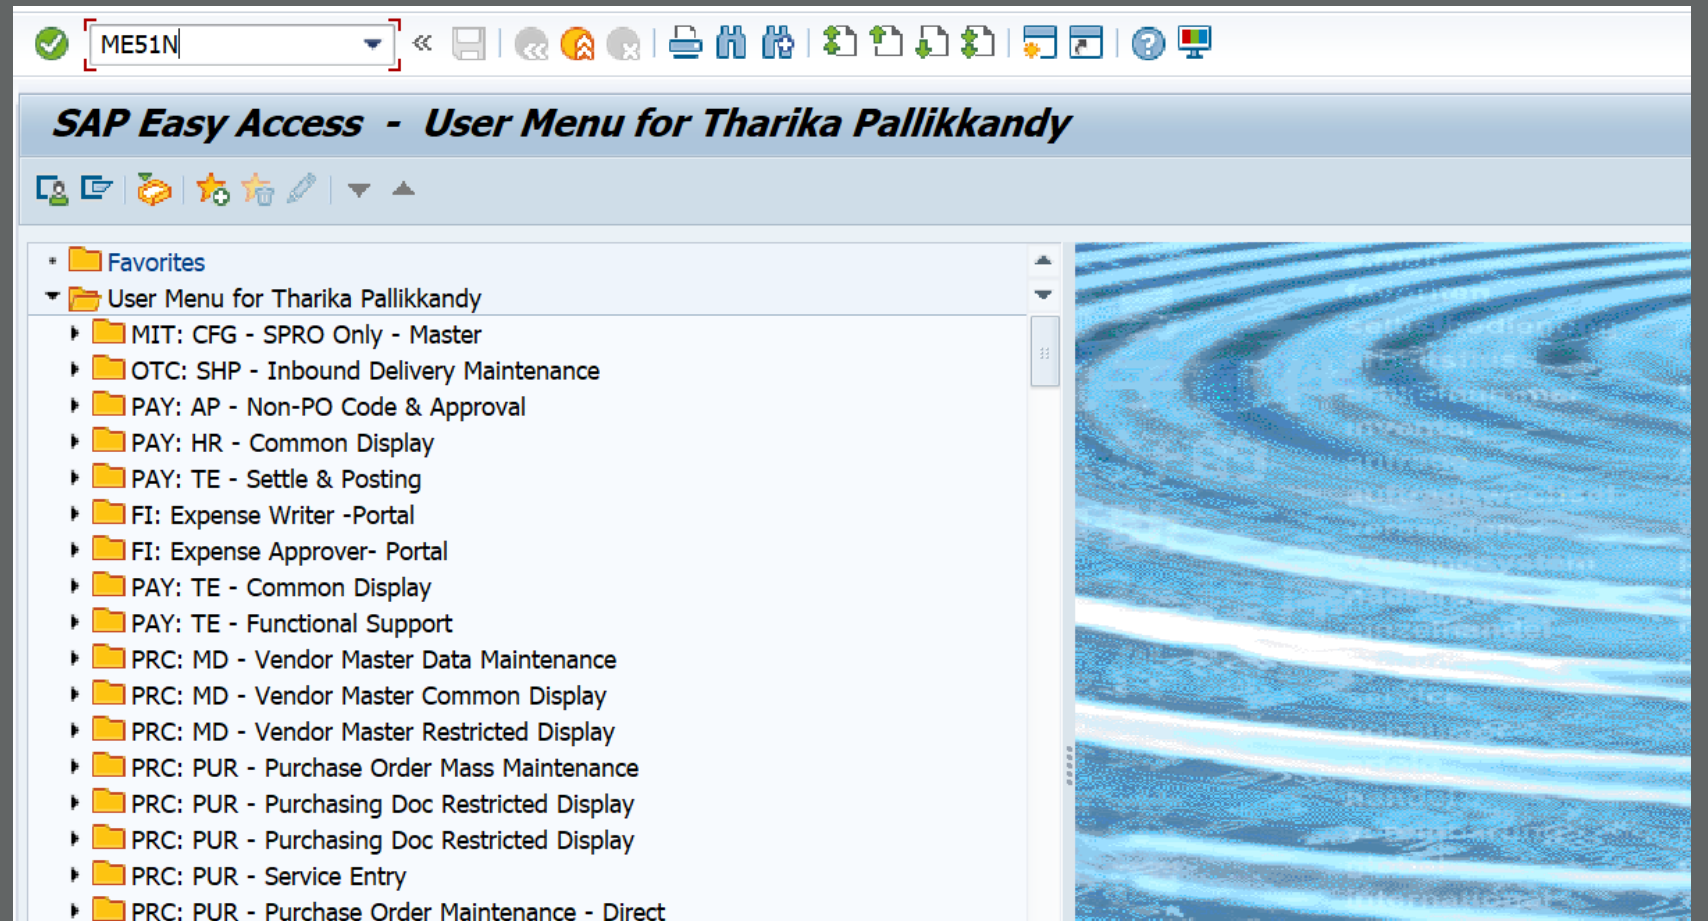 ME51N
SAP Easy Access - User Menu for Tharika Pallikkandy
Favorites
User Menu for Tharika Pallikkandy
MIT: CFG - SPRO Only - Master
OTC: SHP - Inbound Delivery Maintenance
PAY: AP - Non-PO Code & Approval
PAY: HR - Common Display
PAY: TE - Settle & Posting
FI: Expense Writer -Portal
FI: Expense Approver- Portal
PAY: TE - Common Display
PAY: TE - Functional Support
PRC: MD - Vendor Master Data Maintenance
PRC: MD - Vendor Master Common Display
PRC: MD - Vendor Master Restricted Display
PRC: PUR - Purchase Order Mass Maintenance
PRC: PUR - Purchasing Doc Restricted Display
PRC: PUR - Purchasing Doc Restricted Display
PRC: PUR - Service Entry
PRC: PUR - Purchase Order Maintenance - Direct
international